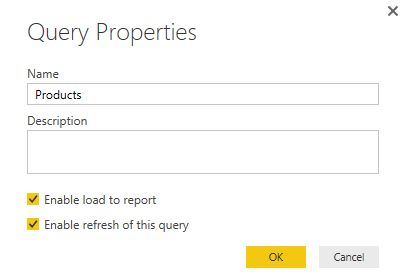 Query Properties
Name
Products
Description
Enable load to report
Enable refresh of this query
OK Cancel